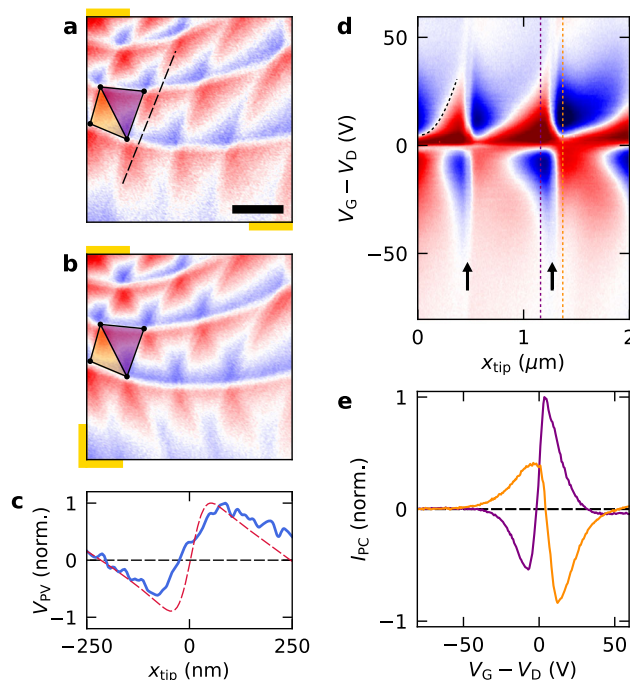 a
b
c
V_PV (norm.)
1
0
−1
−250
0
250
x_tip (nm)
d
V_G − V_D (V)
50
0
−50
0
1
2
x_tip (μm)
e
I_PC (norm.)
1
0
−1
−50
0
50
V_G − V_D (V)